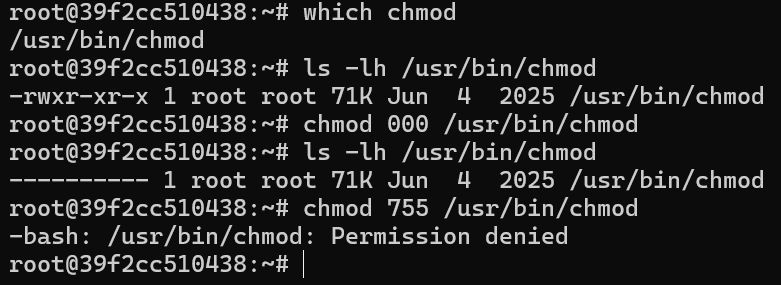 root@39f2cc510438:~# which chmod
/usr/bin/chmod
root@39f2cc510438:~# ls -lh /usr/bin/chmod
-rwxr-xr-x 1 root root 71K Jun  4  2025 /usr/bin/chmod
root@39f2cc510438:~# chmod 000 /usr/bin/chmod
root@39f2cc510438:~# ls -lh /usr/bin/chmod
---------- 1 root root 71K Jun  4  2025 /usr/bin/chmod
root@39f2cc510438:~# chmod 755 /usr/bin/chmod
-bash: /usr/bin/chmod: Permission denied
root@39f2cc510438:~#